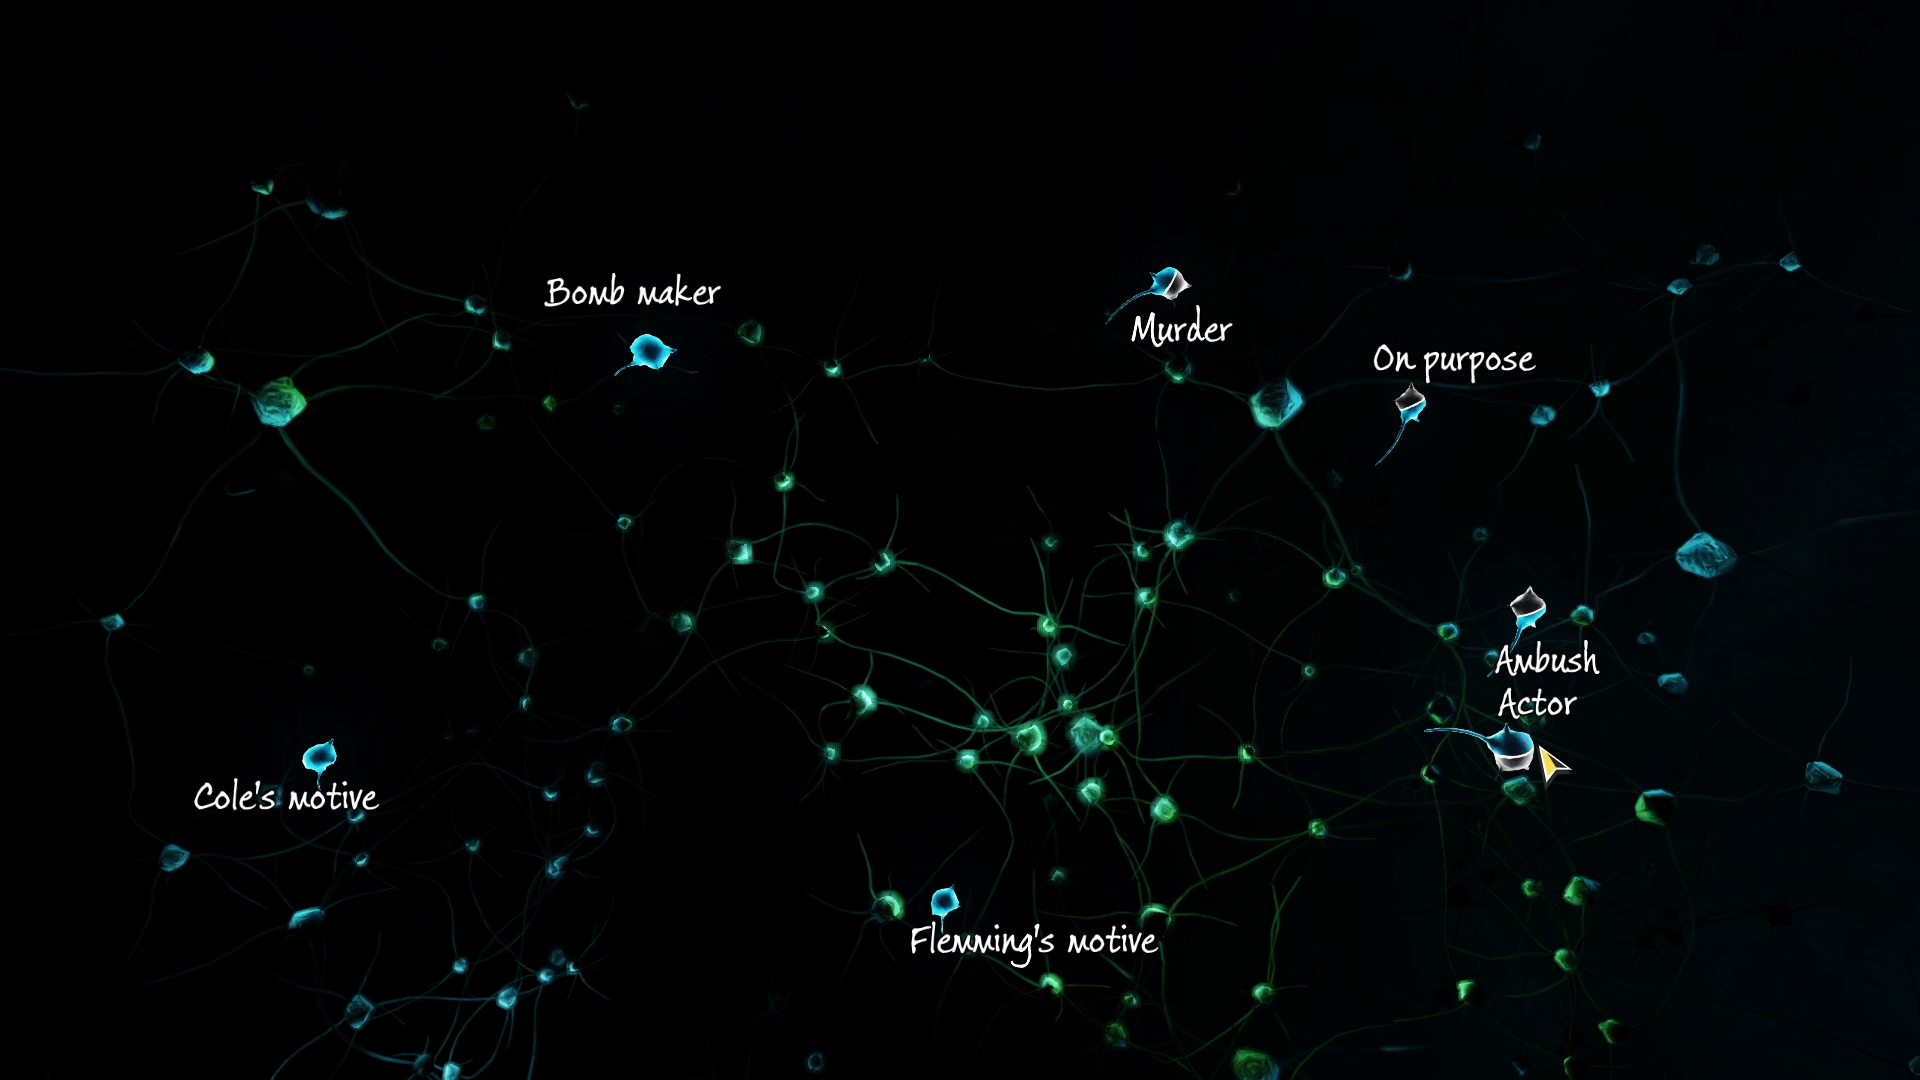 Bomb maker
Murder
On purpose
Ambush
Actor
Cole's motive
Flemming's motive